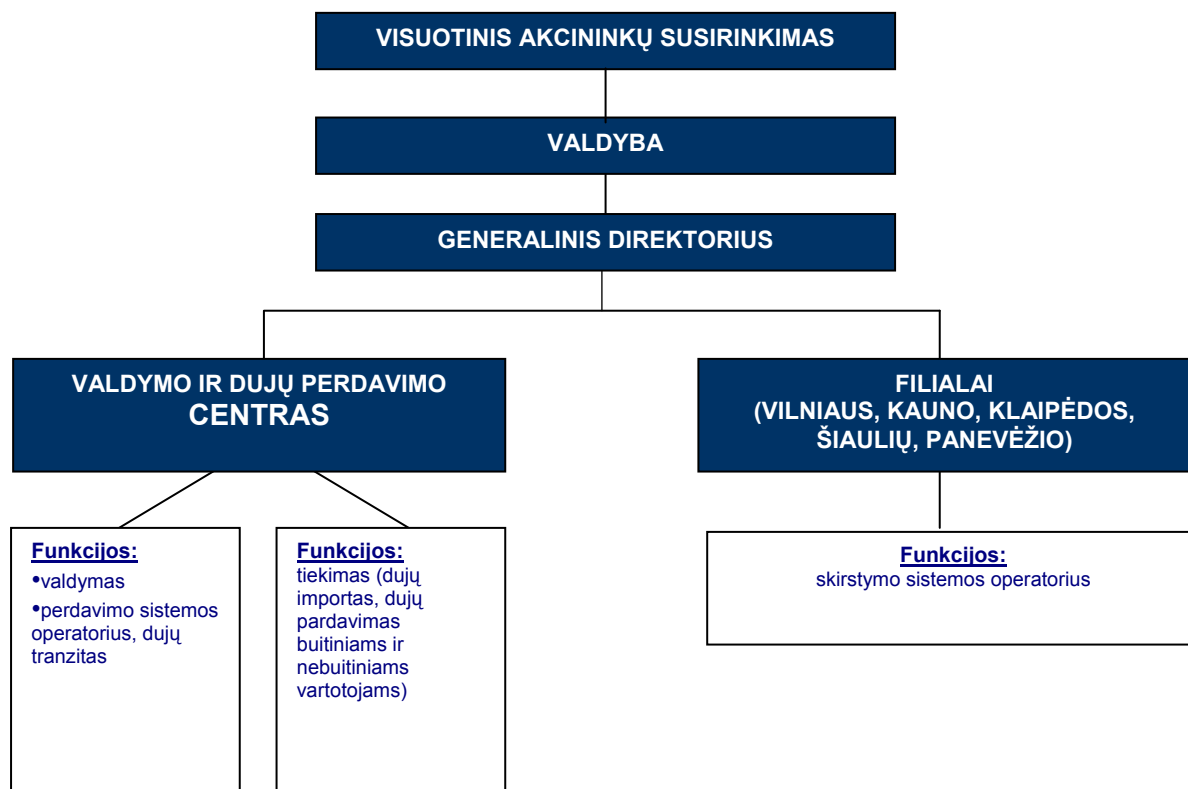 VISUOTINIS AKCININKŲ SUSIRINKIMAS
VALDYBA
GENERALINIS DIREKTORIUS
VALDYMO IR DUJŲ PERDAVIMO
CENTRAS
FILIALAI
(VILNIAUS, KAUNO, KLAIPĖDOS,
ŠIAULIŲ, PANEVĖŽIO)
Funkcijos:
•valdymas
•perdavimo sistemos
operatorius, dujų
tranzitas
Funkcijos:
tiekimas (dujų
importas, dujų
pardavimas
buitiniams ir
nebuitiniams
vartotojams)
Funkcijos:
skirstymo sistemos operatorius